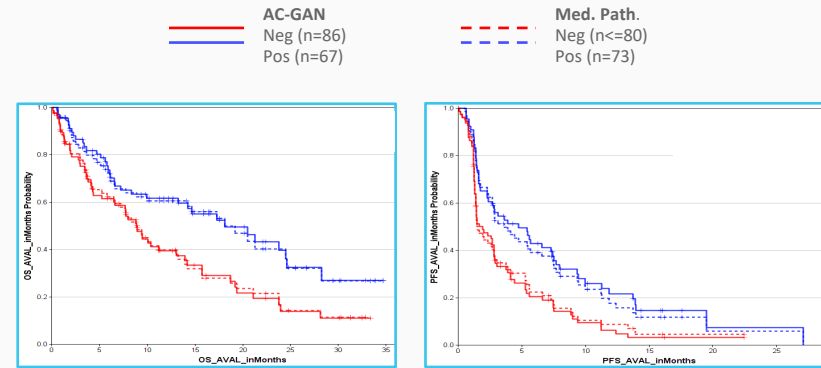 AC-GAN
Neg (n=86)
Pos (n=67)
Med. Path.
Neg (n<=80)
Pos (n=73)
OS_AVAL_inMonths Probability
1.0
0.8
0.6
0.4
0.2
0.0
0 5 10 15 20 25 30 35
OS_AVAL_inMonths
PFS_AVAL_inMonths Probability
1.0
0.8
0.6
0.4
0.2
0.0
0 5 10 15 20 25
PFS_AVAL_inMonths